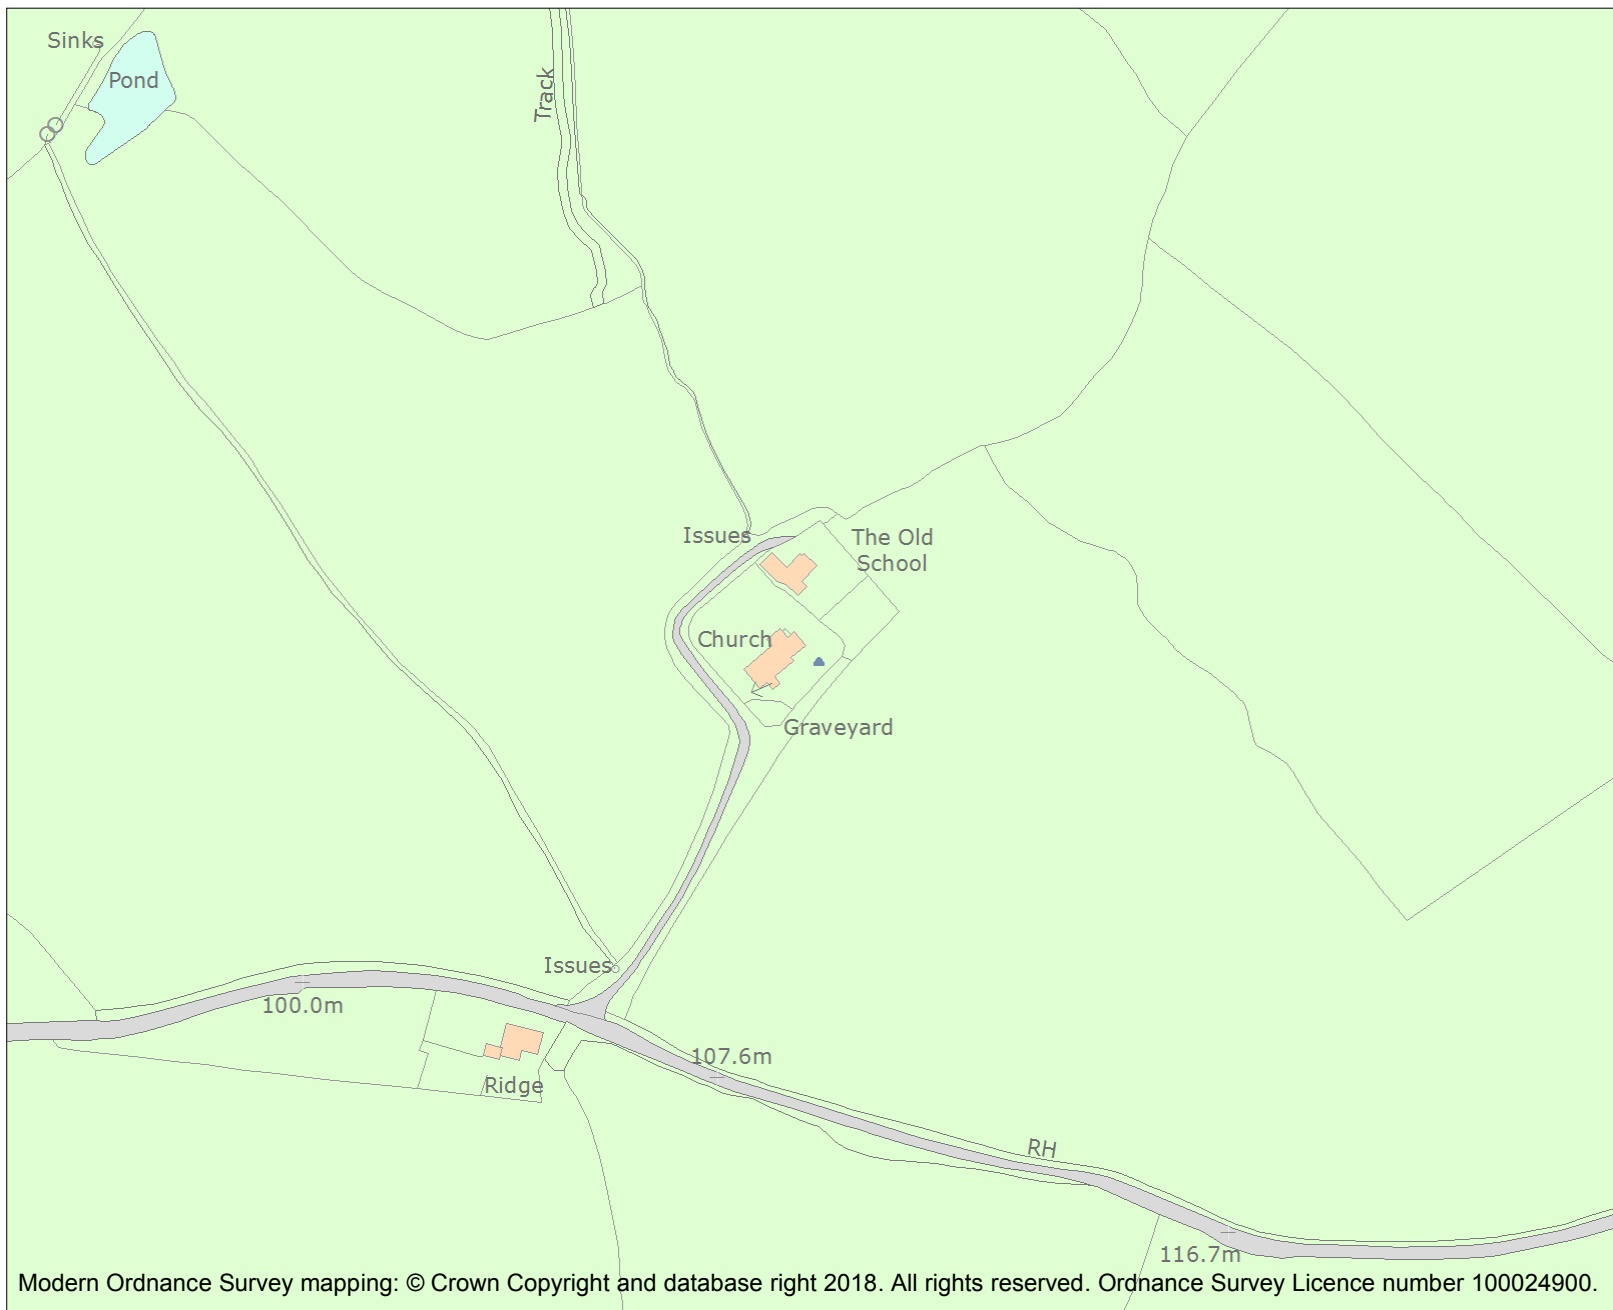 Sinks
Pond
Track
Issues
The Old
School
Church
Graveyard
Issues
100.0m
107.6m
Ridge
RH
116.7m
Modern Ordnance Survey mapping: © Crown Copyright and database right 2018. All rights reserved. Ordnance Survey Licence number 100024900.